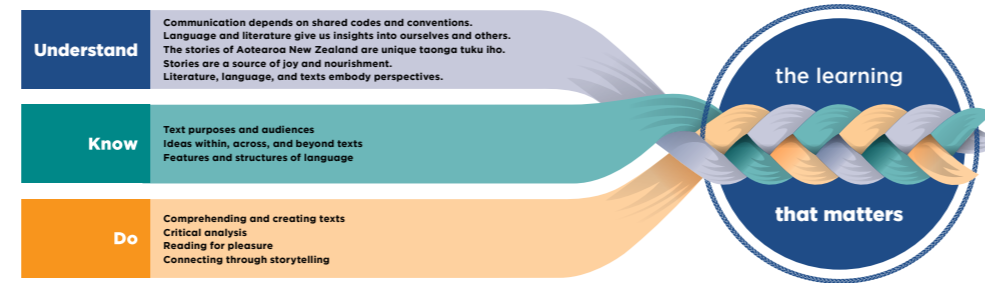 Understand
Communication depends on shared codes and conventions.
Language and literature give us insights into ourselves and others.
The stories of Aotearoa New Zealand are unique taonga tuku iho.
Stories are a source of joy and nourishment.
Literature, language, and texts embody perspectives.
Know
Text purposes and audiences
Ideas within, across, and beyond texts
Features and structures of language
Do
Comprehending and creating texts
Critical analysis
Reading for pleasure
Connecting through storytelling
the learning
that matters